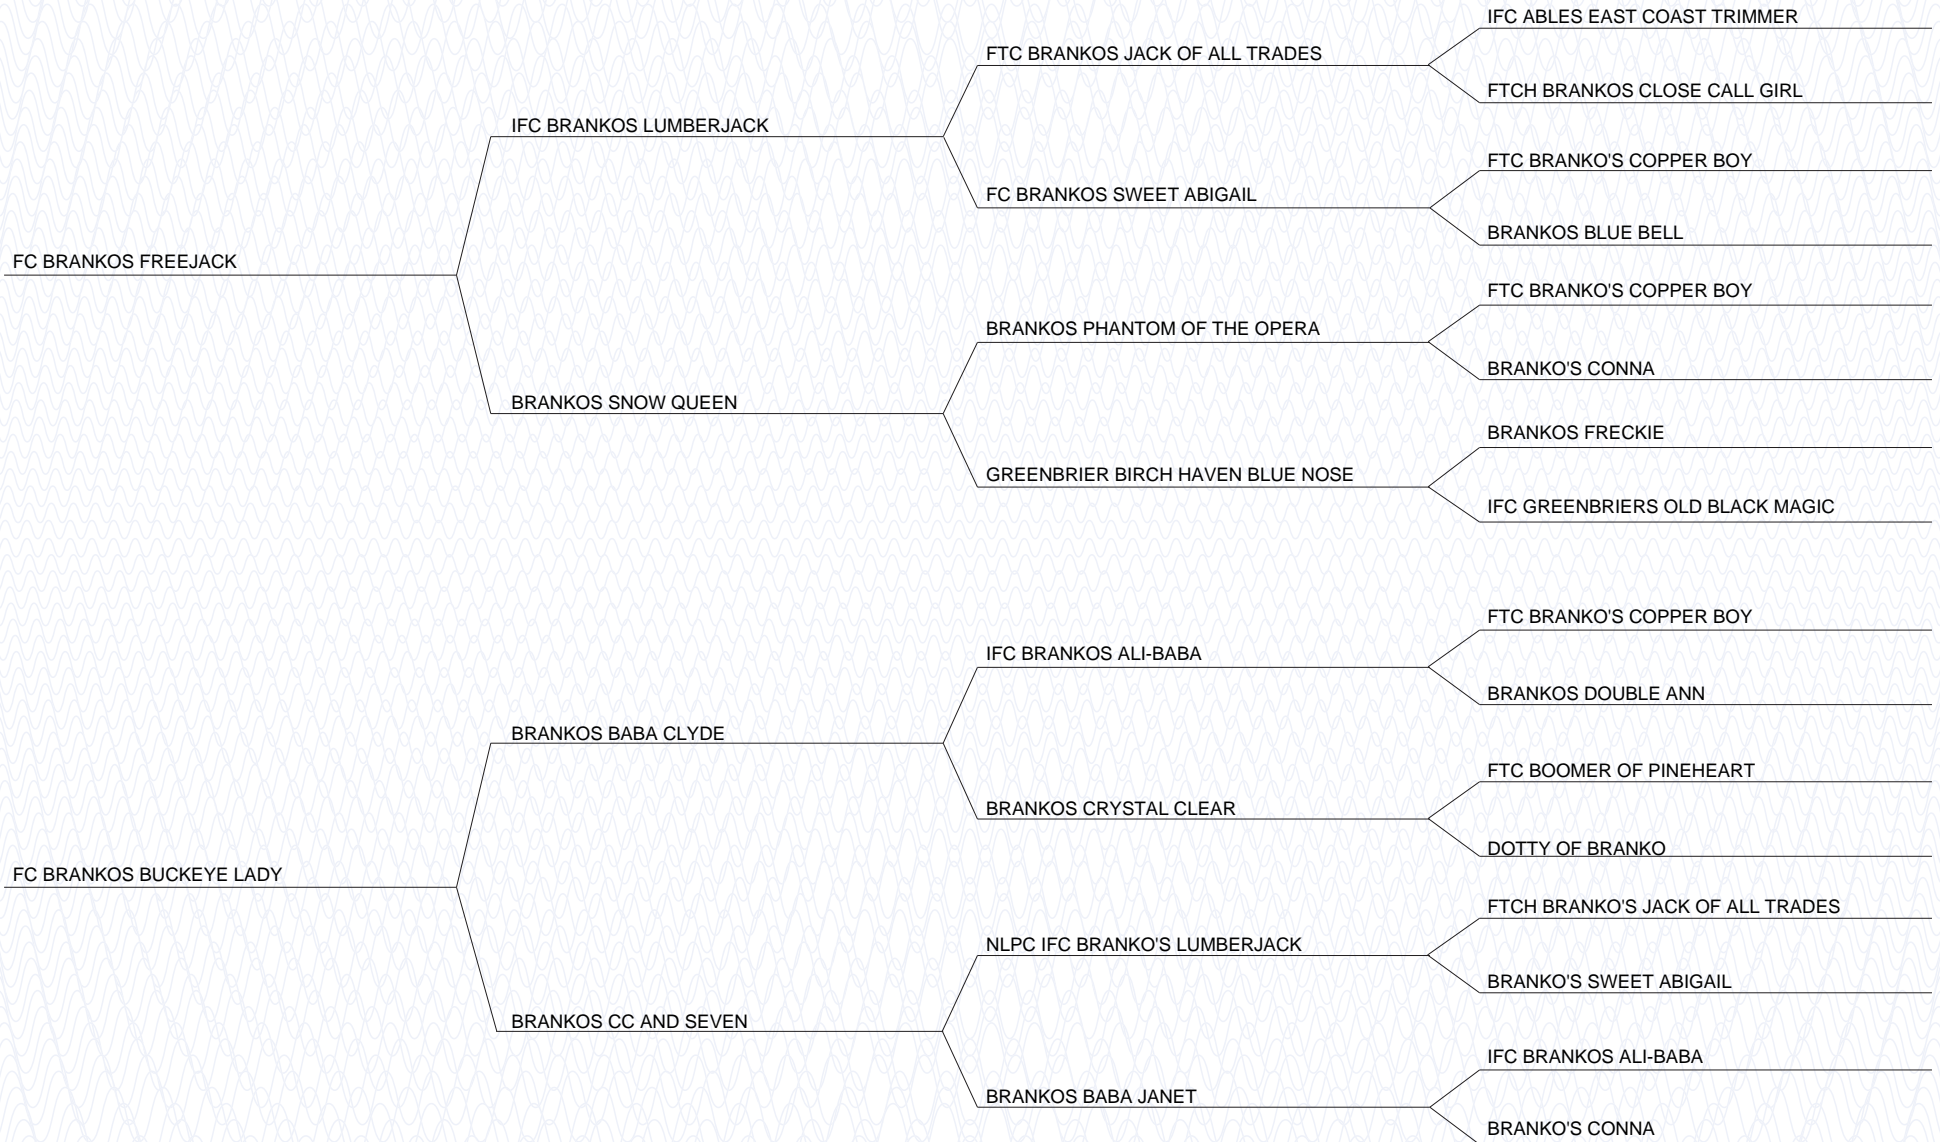 IFC ABLES EAST COAST TRIMMER
FTC BRANKOS JACK OF ALL TRADES
FTCH BRANKOS CLOSE CALL GIRL
IFC BRANKOS LUMBERJACK
FTC BRANKO'S COPPER BOY
FC BRANKOS SWEET ABIGAIL
BRANKOS BLUE BELL
FC BRANKOS FREEJACK
FTC BRANKO'S COPPER BOY
BRANKOS PHANTOM OF THE OPERA
BRANKO'S CONNA
BRANKOS SNOW QUEEN
BRANKOS FRECKIE
GREENBRIER BIRCH HAVEN BLUE NOSE
IFC GREENBRIERS OLD BLACK MAGIC
FTC BRANKO'S COPPER BOY
IFC BRANKOS ALI-BABA
BRANKOS DOUBLE ANN
BRANKOS BABA CLYDE
FTC BOOMER OF PINEHEART
BRANKOS CRYSTAL CLEAR
DOTTY OF BRANKO
FC BRANKOS BUCKEYE LADY
FTCH BRANKO'S JACK OF ALL TRADES
NLPC IFC BRANKO'S LUMBERJACK
BRANKO'S SWEET ABIGAIL
BRANKOS CC AND SEVEN
IFC BRANKOS ALI-BABA
BRANKOS BABA JANET
BRANKO'S CONNA